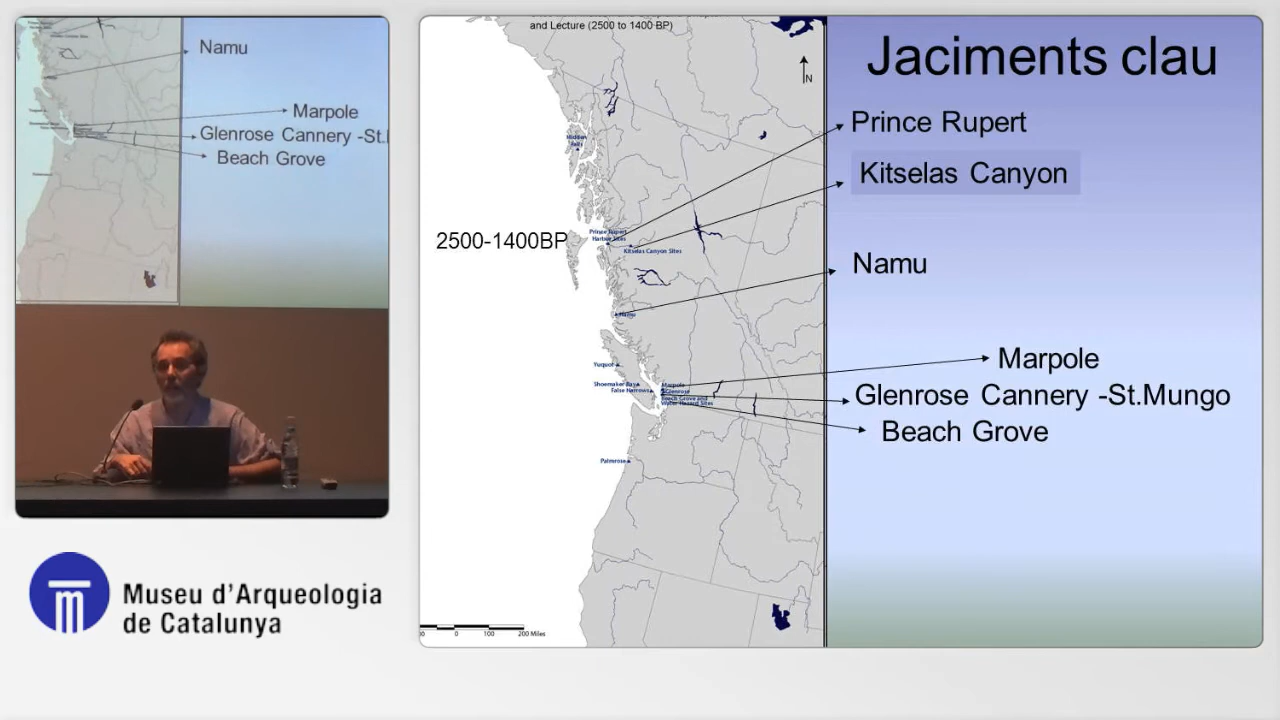 Namu
Marpole
Glenrose Cannery -St.
Beach Grove
Museu d'Arqueologia
de Catalunya
and Lecture (2500 to 1400 BP)
N
Hidden
Falls
2500-1400BP
Prince Rupert
Harbor Sites
Kitselas Canyon Sites
Namu
Yuquot
Shoemaker Bay
False Narrows
Marpole
Glenrose
Beach Grove and
Water Hazard Sites
Palmrose
0 100 200 Miles
Jaciments clau
Prince Rupert
Kitselas Canyon
Namu
Marpole
Glenrose Cannery -St.Mungo
Beach Grove